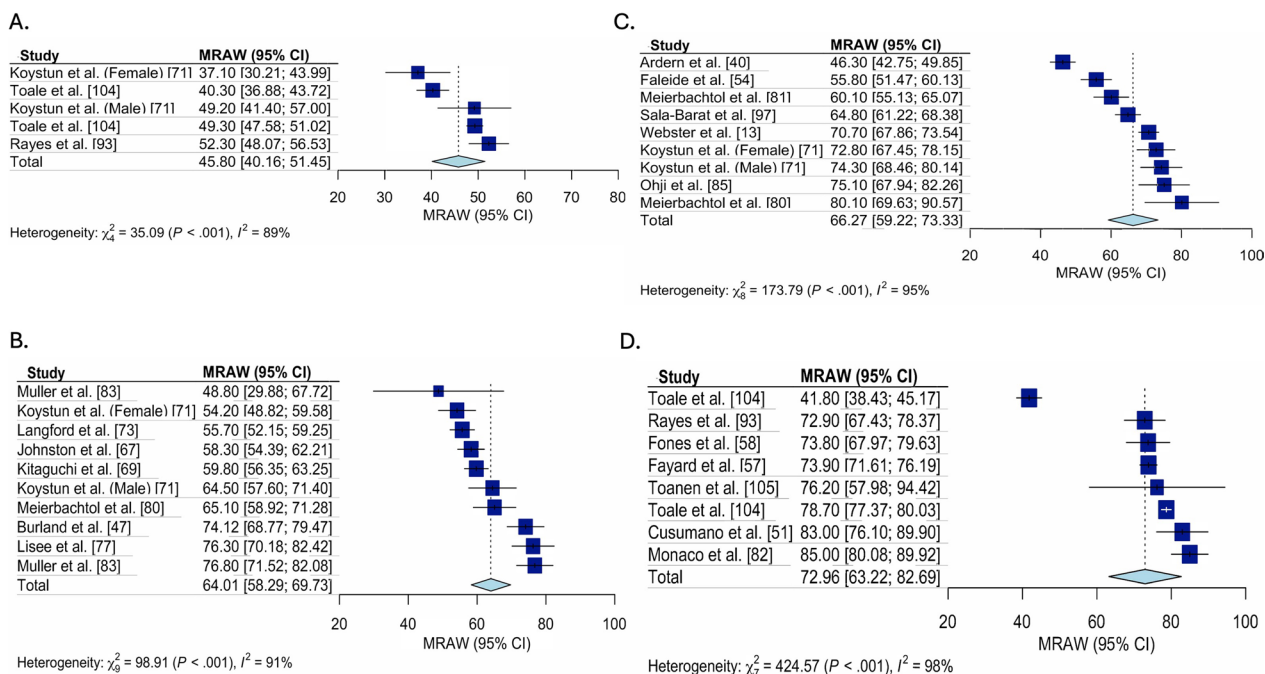 A.
Study MRAW (95% CI)
Koystun et al. (Female) [71] 37.10 [30.21; 43.99]
Toale et al. [104] 40.30 [36.88; 43.72]
Koystun et al. (Male) [71] 49.20 [41.40; 57.00]
Toale et al. [104] 49.30 [47.58; 51.02]
Rayes et al. [93] 52.30 [48.07; 56.53]
Total 45.80 [40.16; 51.45]
20 30 40 50 60 70 80
MRAW (95% CI)
Heterogeneity: χ²₄ = 35.09 (P < .001), I² = 89%
B.
Study MRAW (95% CI)
Muller et al. [83] 48.80 [29.88; 67.72]
Koystun et al. (Female) [71] 54.20 [48.82; 59.58]
Langford et al. [73] 55.70 [52.15; 59.25]
Johnston et al. [67] 58.30 [54.39; 62.21]
Kitaguchi et al. [69] 59.80 [56.35; 63.25]
Koystun et al. (Male) [71] 64.50 [57.60; 71.40]
Meierbachtol et al. [80] 65.10 [58.92; 71.28]
Burland et al. [47] 74.12 [68.77; 79.47]
Lisee et al. [77] 76.30 [70.18; 82.42]
Muller et al. [83] 76.80 [71.52; 82.08]
Total 64.01 [58.29; 69.73]
20 40 60 80 100
MRAW (95% CI)
Heterogeneity: χ²₉ = 98.91 (P < .001), I² = 91%
C.
Study MRAW (95% CI)
Ardern et al. [40] 46.30 [42.75; 49.85]
Faleide et al. [54] 55.80 [51.47; 60.13]
Meierbachtol et al. [81] 60.10 [55.13; 65.07]
Sala-Barat et al. [97] 64.80 [61.22; 68.38]
Webster et al. [13] 70.70 [67.86; 73.54]
Koystun et al. (Female) [71] 72.80 [67.45; 78.15]
Koystun et al. (Male) [71] 74.30 [68.46; 80.14]
Ohji et al. [85] 75.10 [67.94; 82.26]
Meierbachtol et al. [80] 80.10 [69.63; 90.57]
Total 66.27 [59.22; 73.33]
20 40 60 80 100
MRAW (95% CI)
Heterogeneity: χ²₈ = 173.79 (P < .001), I² = 95%
D.
Study MRAW (95% CI)
Toale et al. [104] 41.80 [38.43; 45.17]
Rayes et al. [93] 72.90 [67.43; 78.37]
Fones et al. [58] 73.80 [67.97; 79.63]
Fayard et al. [57] 73.90 [71.61; 76.19]
Toanen et al. [105] 76.20 [57.98; 94.42]
Toale et al. [104] 78.70 [77.37; 80.03]
Cusumano et al. [51] 83.00 [76.10; 89.90]
Monaco et al. [82] 85.00 [80.08; 89.92]
Total 72.96 [63.22; 82.69]
20 40 60 80 100
MRAW (95% CI)
Heterogeneity: χ²₇ = 424.57 (P < .001), I² = 98%